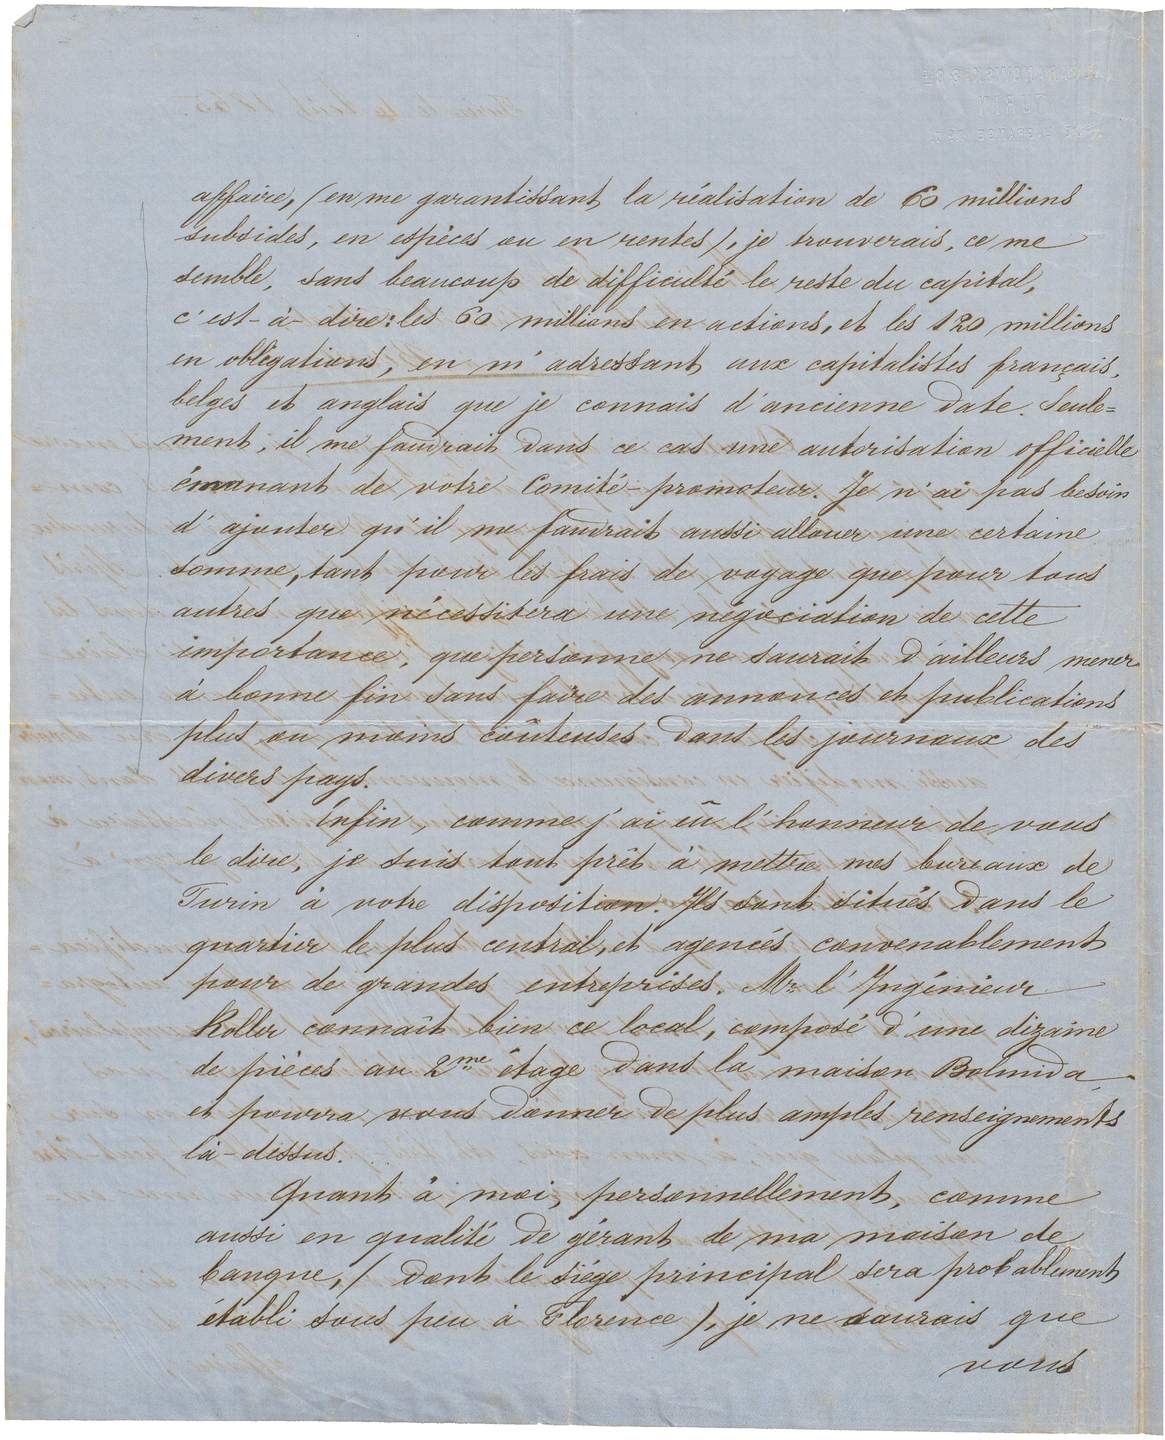 affaire, (en me garantissant la réalisation de 60 millions
subsides, en espèces ou en rentes), je trouverais, ce me
semble, sans beaucoup de difficulté le reste du capital,
c'est-à-dire: les 60 millions en actions, et les 120 millions
en obligations, en m'adressant aux capitalistes français,
belges et anglais que je connais d'ancienne date. Seule=
ment, il me faudrait dans ce cas une autorisation officielle
émanant de votre Comité-promoteur. Je n'ai pas besoin
d'ajouter qu'il me faudrait aussi allouer une certaine
somme, tant pour les frais de voyage que pour tous
autres que nécessitera une négociation de cette
importance, que personne ne saurait d'ailleurs mener
à bonne fin sans faire des annonces et publications
plus ou moins coûteuses dans les journaux des
divers pays.
Enfin, comme j'ai eû l'honneur de vous
le dire, je suis tout prêt à mettre mes bureaux de
Turin à votre disposition. Ils sont situés dans le
quartier le plus central, et agencés convenablement
pour de grandes entreprises. Mr l'Ingénieur
Koller connaît bien ce local, composé d'une dizaine
de pièces au 2me étage dans la maison Bolmida,
et pourra vous donner de plus amples renseignements
là-dessus.
Quant à moi, personnellement, comme
aussi en qualité de gérant de ma maison de
banque, (dont le siége principal sera probablement
établi sous peu à Florence), je ne saurais que
vous